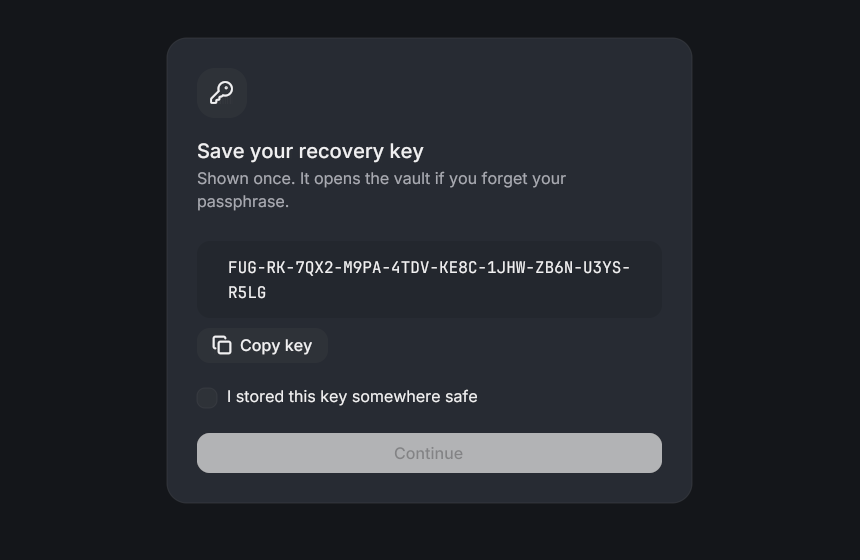 Save your recovery key
Shown once. It opens the vault if you forget your
passphrase.
FUG-RK-7QX2-M9PA-4TDV-KE8C-1JHW-ZB6N-U3YS-
R5LG
Copy key
I stored this key somewhere safe
Continue